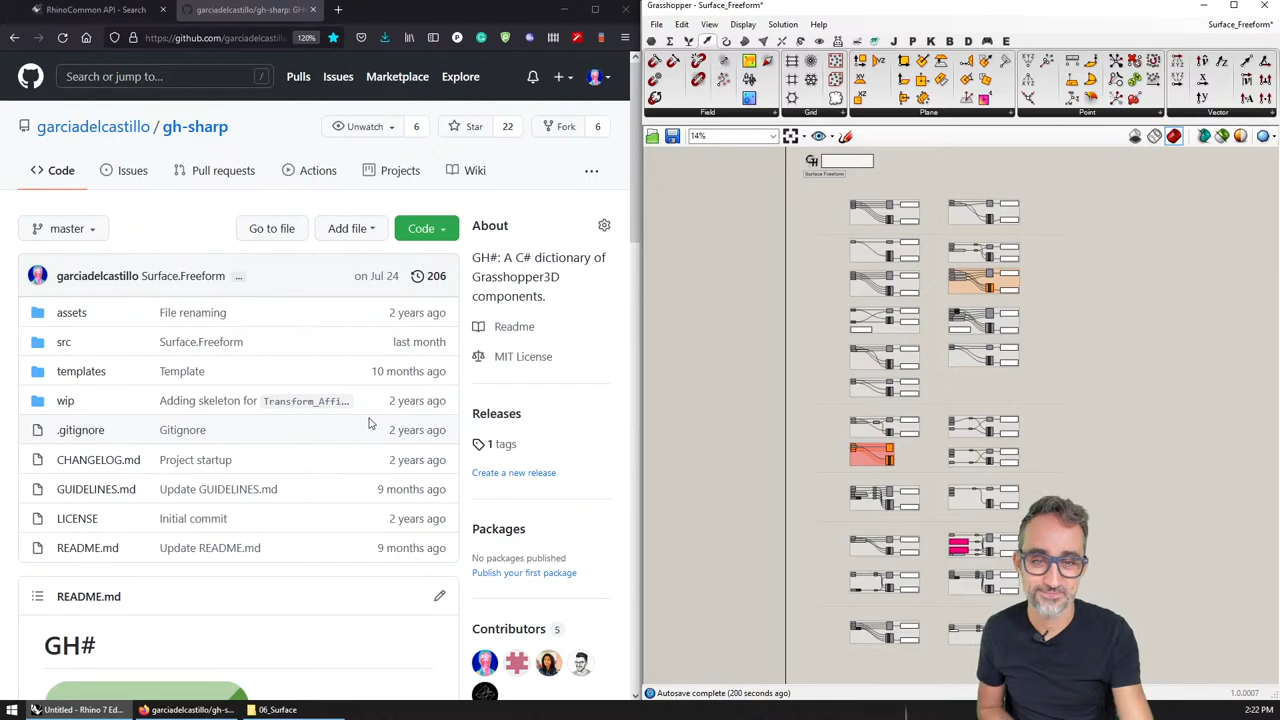 RhinoCommon API - Search
garciadelcastillo/gh-sharp: GH#:
https://github.com/garciadelcastillo
120%
Search or jump to...
/
Pulls
Issues
Marketplace
Explore
garciadelcastillo / gh-sharp
Unwatch
6
Star
22
Fork
6
Code
Issues
Pull requests
Actions
Projects
Wiki
master
Go to file
Add file
Code
garciadelcastillo Surface.Freeform ...
on Jul 24
206
assets
File renaming
2 years ago
src
Surface.Freeform
last month
templates
Template
10 months ago
wip
Adding skeleton for Transform_Affi...
2 years ago
.gitignore
Gitignore
2 years ago
CHANGELOG.md
Project startup
2 years ago
GUIDELINES.md
Update GUIDELINES.md
9 months ago
LICENSE
Initial commit
2 years ago
README.md
Update README.md
9 months ago
README.md
GH#
About
GH#: A C# dictionary of
Grasshopper3D
components.
Readme
MIT License
Releases
1 tags
Create a new release
Packages
No packages published
Publish your first package
Contributors 5
Grasshopper - Surface_Freeform*
File
Edit
View
Display
Solution
Help
Surface_Freeform*
J
P
K
B
D
E
Field
Grid
Plane
Point
Vector
14%
Surface Freeform
Autosave complete (200 seconds ago)
1.0.0007
- Rhino 7 Edu...
garciadelcastillo/gh-s...
06_Surface
2:22 PM